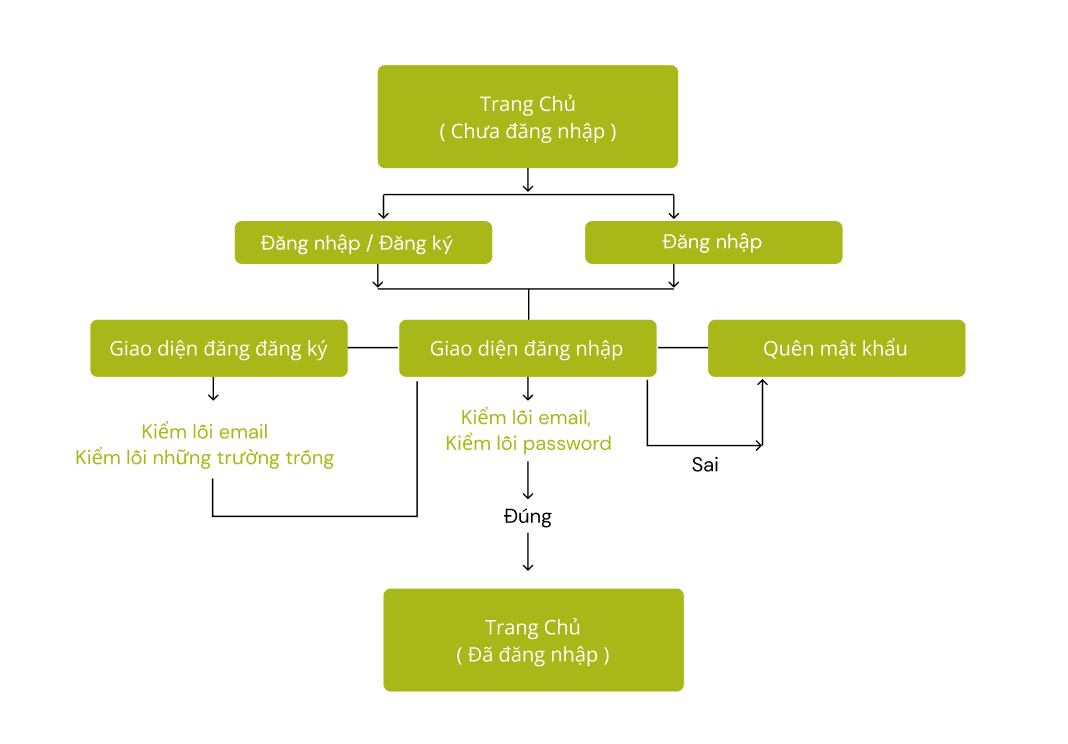 Trang Chủ
( Chưa đăng nhập )
Đăng nhập / Đăng ký
Đăng nhập
Giao diện đăng đăng ký
Giao diện đăng nhập
Quên mật khẩu
Kiểm lỗi email
Kiểm lỗi những trường trống
Kiểm lỗi email,
Kiểm lỗi password
Sai
Đúng
Trang Chủ
( Đã đăng nhập )